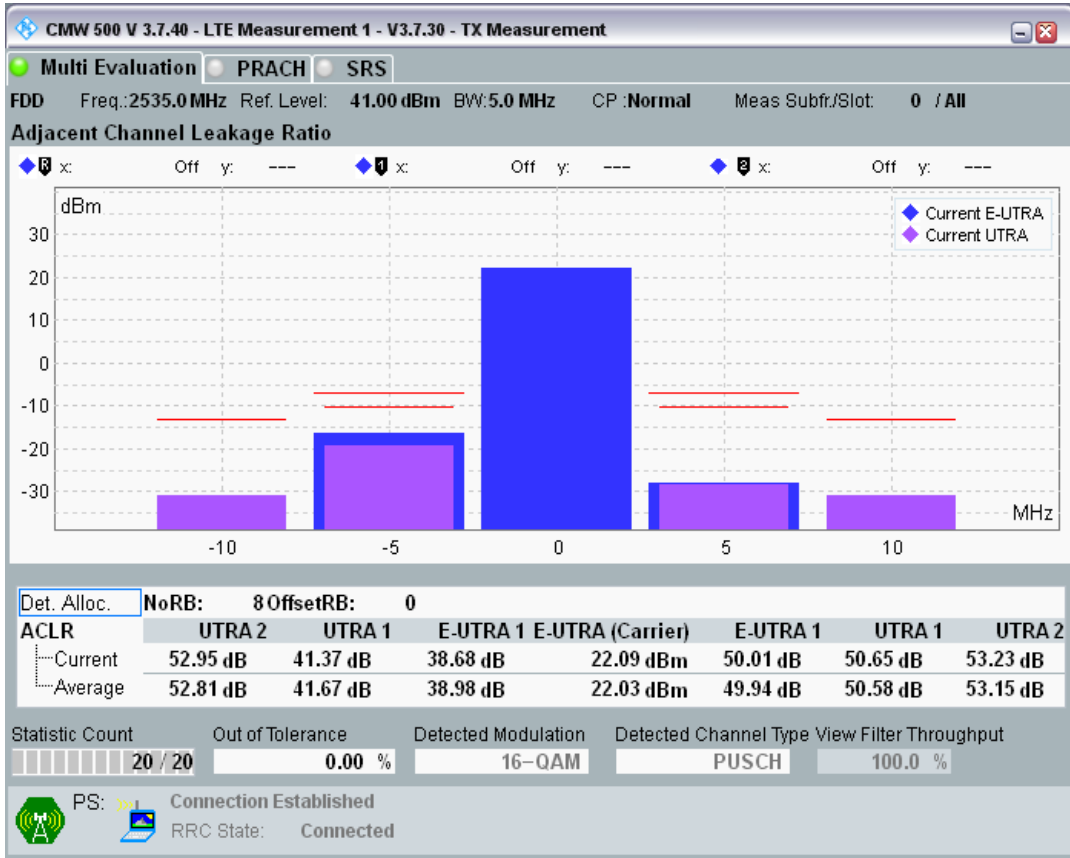 CMW 500 V 3.7.40 - LTE Measurement 1 - V3.7.30 - TX Measurement
Multi Evaluation PRACH SRS
FDD Freq.:2535.0 MHz Ref. Level: 41.00 dBm BW:5.0 MHz CP :Normal Meas Subfr./Slot: 0 / All
Adjacent Channel Leakage Ratio
R x: Off y: --- 1 x: Off y: --- 2 x: Off y: ---
dBm
Current E-UTRA
Current UTRA
30
20
10
0
-10
-20
-30
MHz
-10 -5 0 5 10
Det. Alloc. NoRB: 8 OffsetRB: 0
ACLR UTRA 2 UTRA 1 E-UTRA 1 E-UTRA (Carrier) E-UTRA 1 UTRA 1 UTRA 2
Current 52.95 dB 41.37 dB 38.68 dB 22.09 dBm 50.01 dB 50.65 dB 53.23 dB
Average 52.81 dB 41.67 dB 38.98 dB 22.03 dBm 49.94 dB 50.58 dB 53.15 dB
Statistic Count Out of Tolerance Detected Modulation Detected Channel Type View Filter Throughput
20 / 20 0.00 % 16-QAM PUSCH 100.0 %
PS: Connection Established
RRC State: Connected